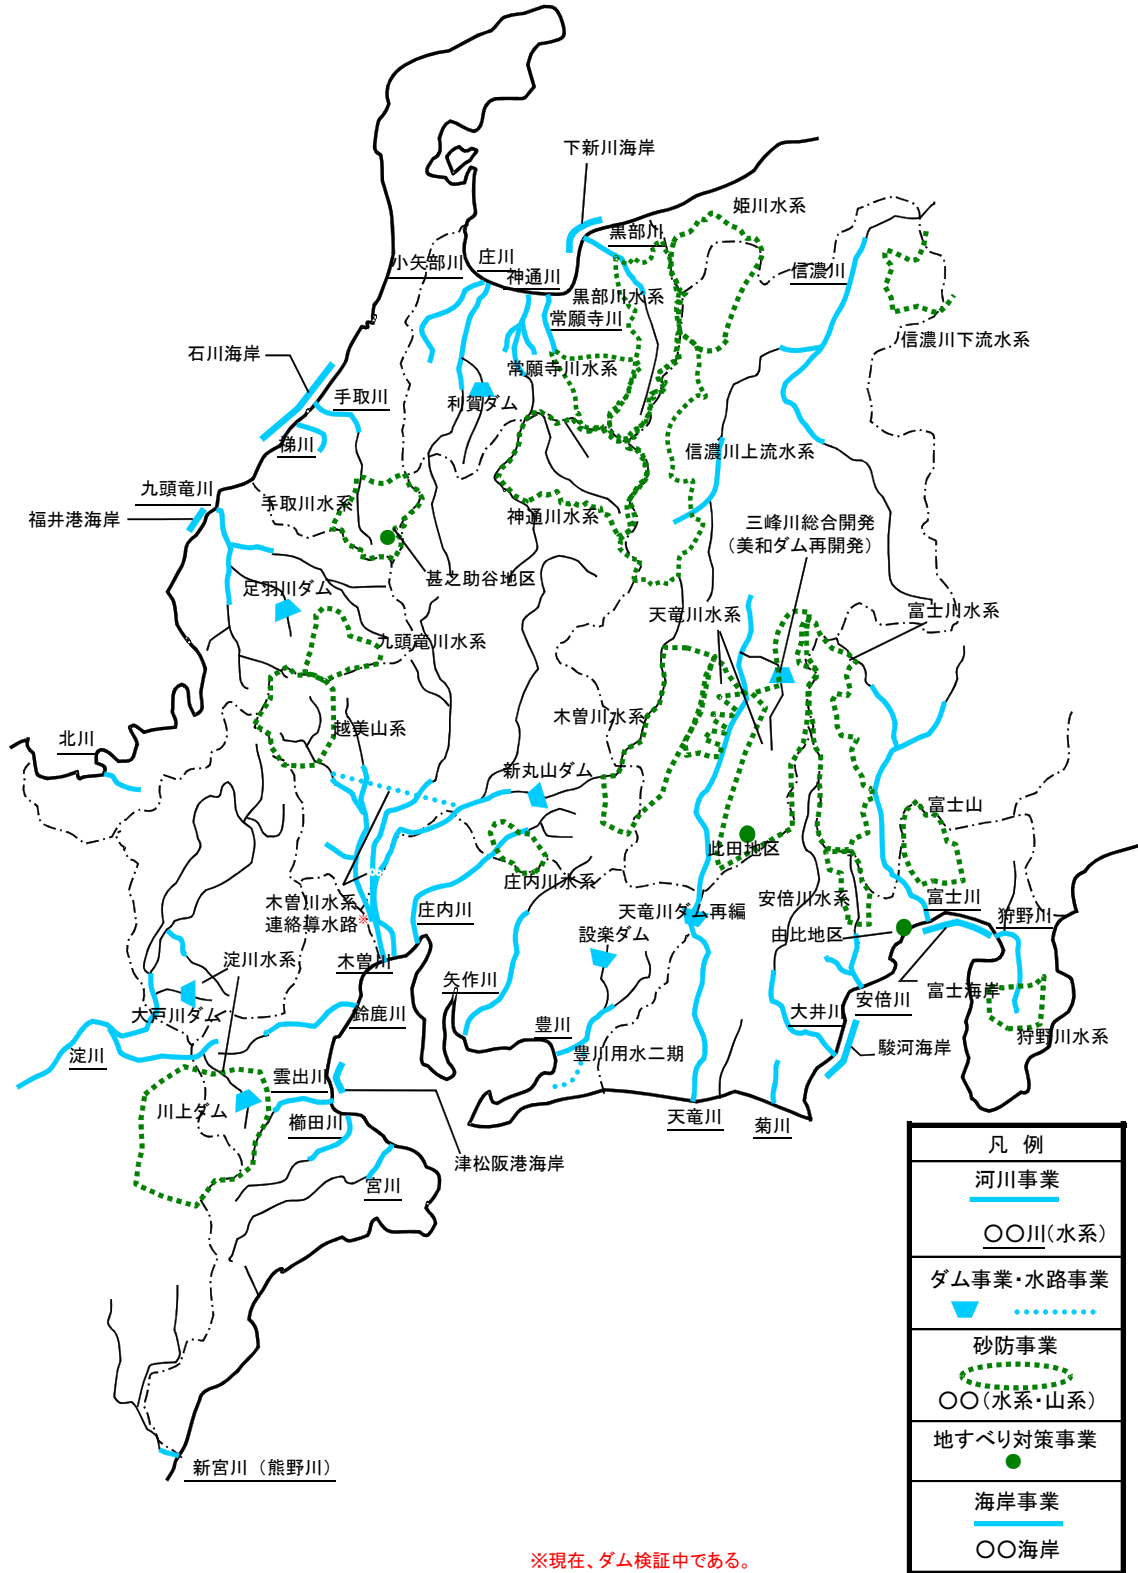 下新川海岸
姫川水系
黒部川
庄川
小矢部川
神通川
信濃川
黒部川水系
常願寺川
信濃川下流水系
石川海岸
常願寺川水系
手取川
利賀ダム
梯川
信濃川上流水系
九頭竜川
手取川水系
福井港海岸
神通川水系
三峰川総合開発
(美和ダム再開発)
甚之助谷地区
足羽川ダム
天竜川水系
富士川水系
九頭竜川水系
木曽川水系
越美山系
北川
新丸山ダム
富士山
此田地区
庄内川水系
木曽川水系
連絡導水路※
庄内川
天竜川ダム再編
安倍川水系
富士川
狩野川
設楽ダム
由比地区
淀川水系
木曽川
矢作川
富士海岸
安倍川
大戸川ダム
鈴鹿川
大井川
豊川
狩野川水系
淀川
豊川用水二期
駿河海岸
雲出川
川上ダム
櫛田川
天竜川
菊川
津松阪港海岸
宮川
新宮川（熊野川）
凡 例
河川事業
〇〇川(水系)
ダム事業・水路事業
砂防事業
〇〇(水系・山系)
地すべり対策事業
海岸事業
〇〇海岸
※現在、ダム検証中である。